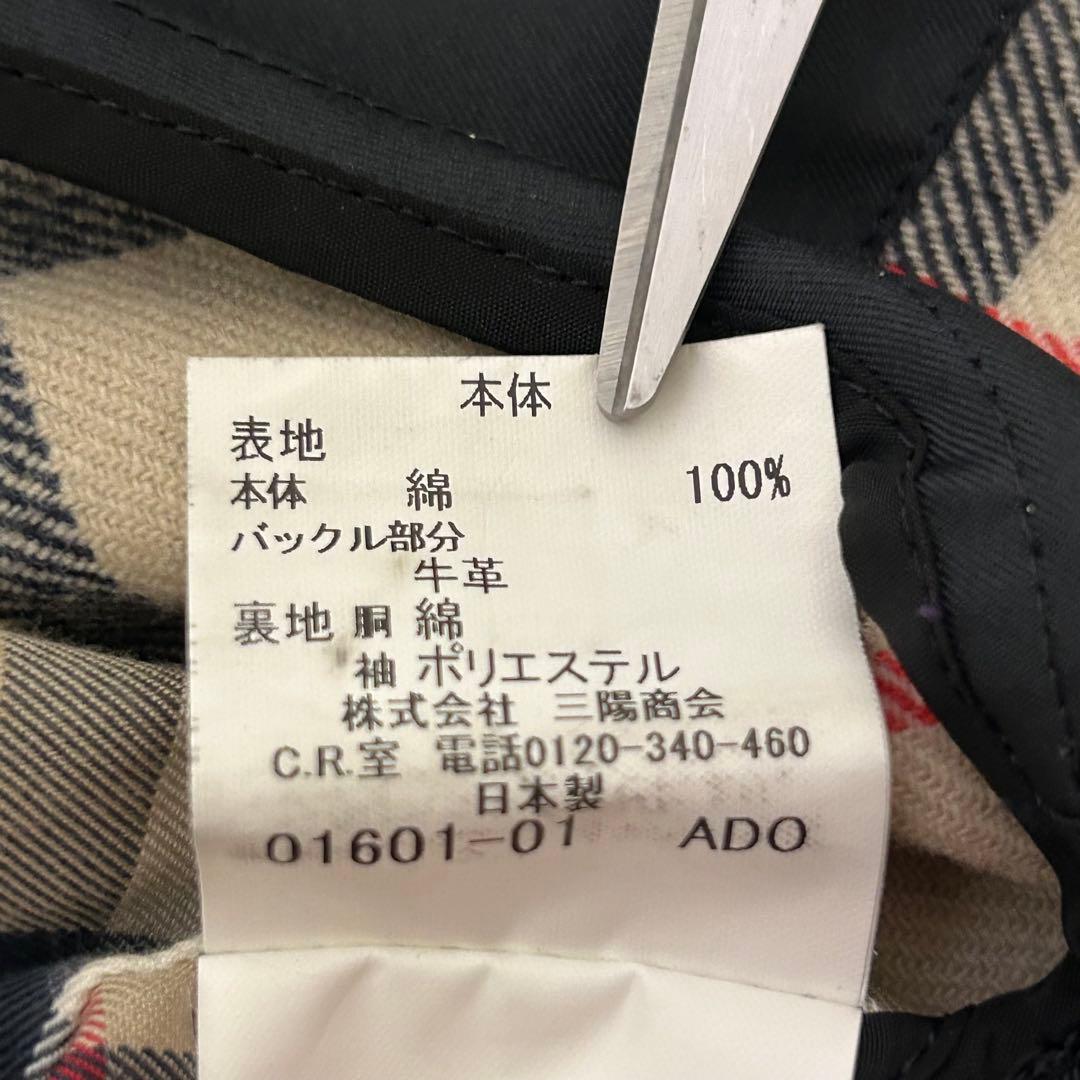 本体
表地
本体 綿 100%
バックル部分
牛革
裏地 胴 綿
袖 ポリエステル
株式会社 三陽商会
C.R.室 電話0120-340-460
日本製
01601-01 ADO